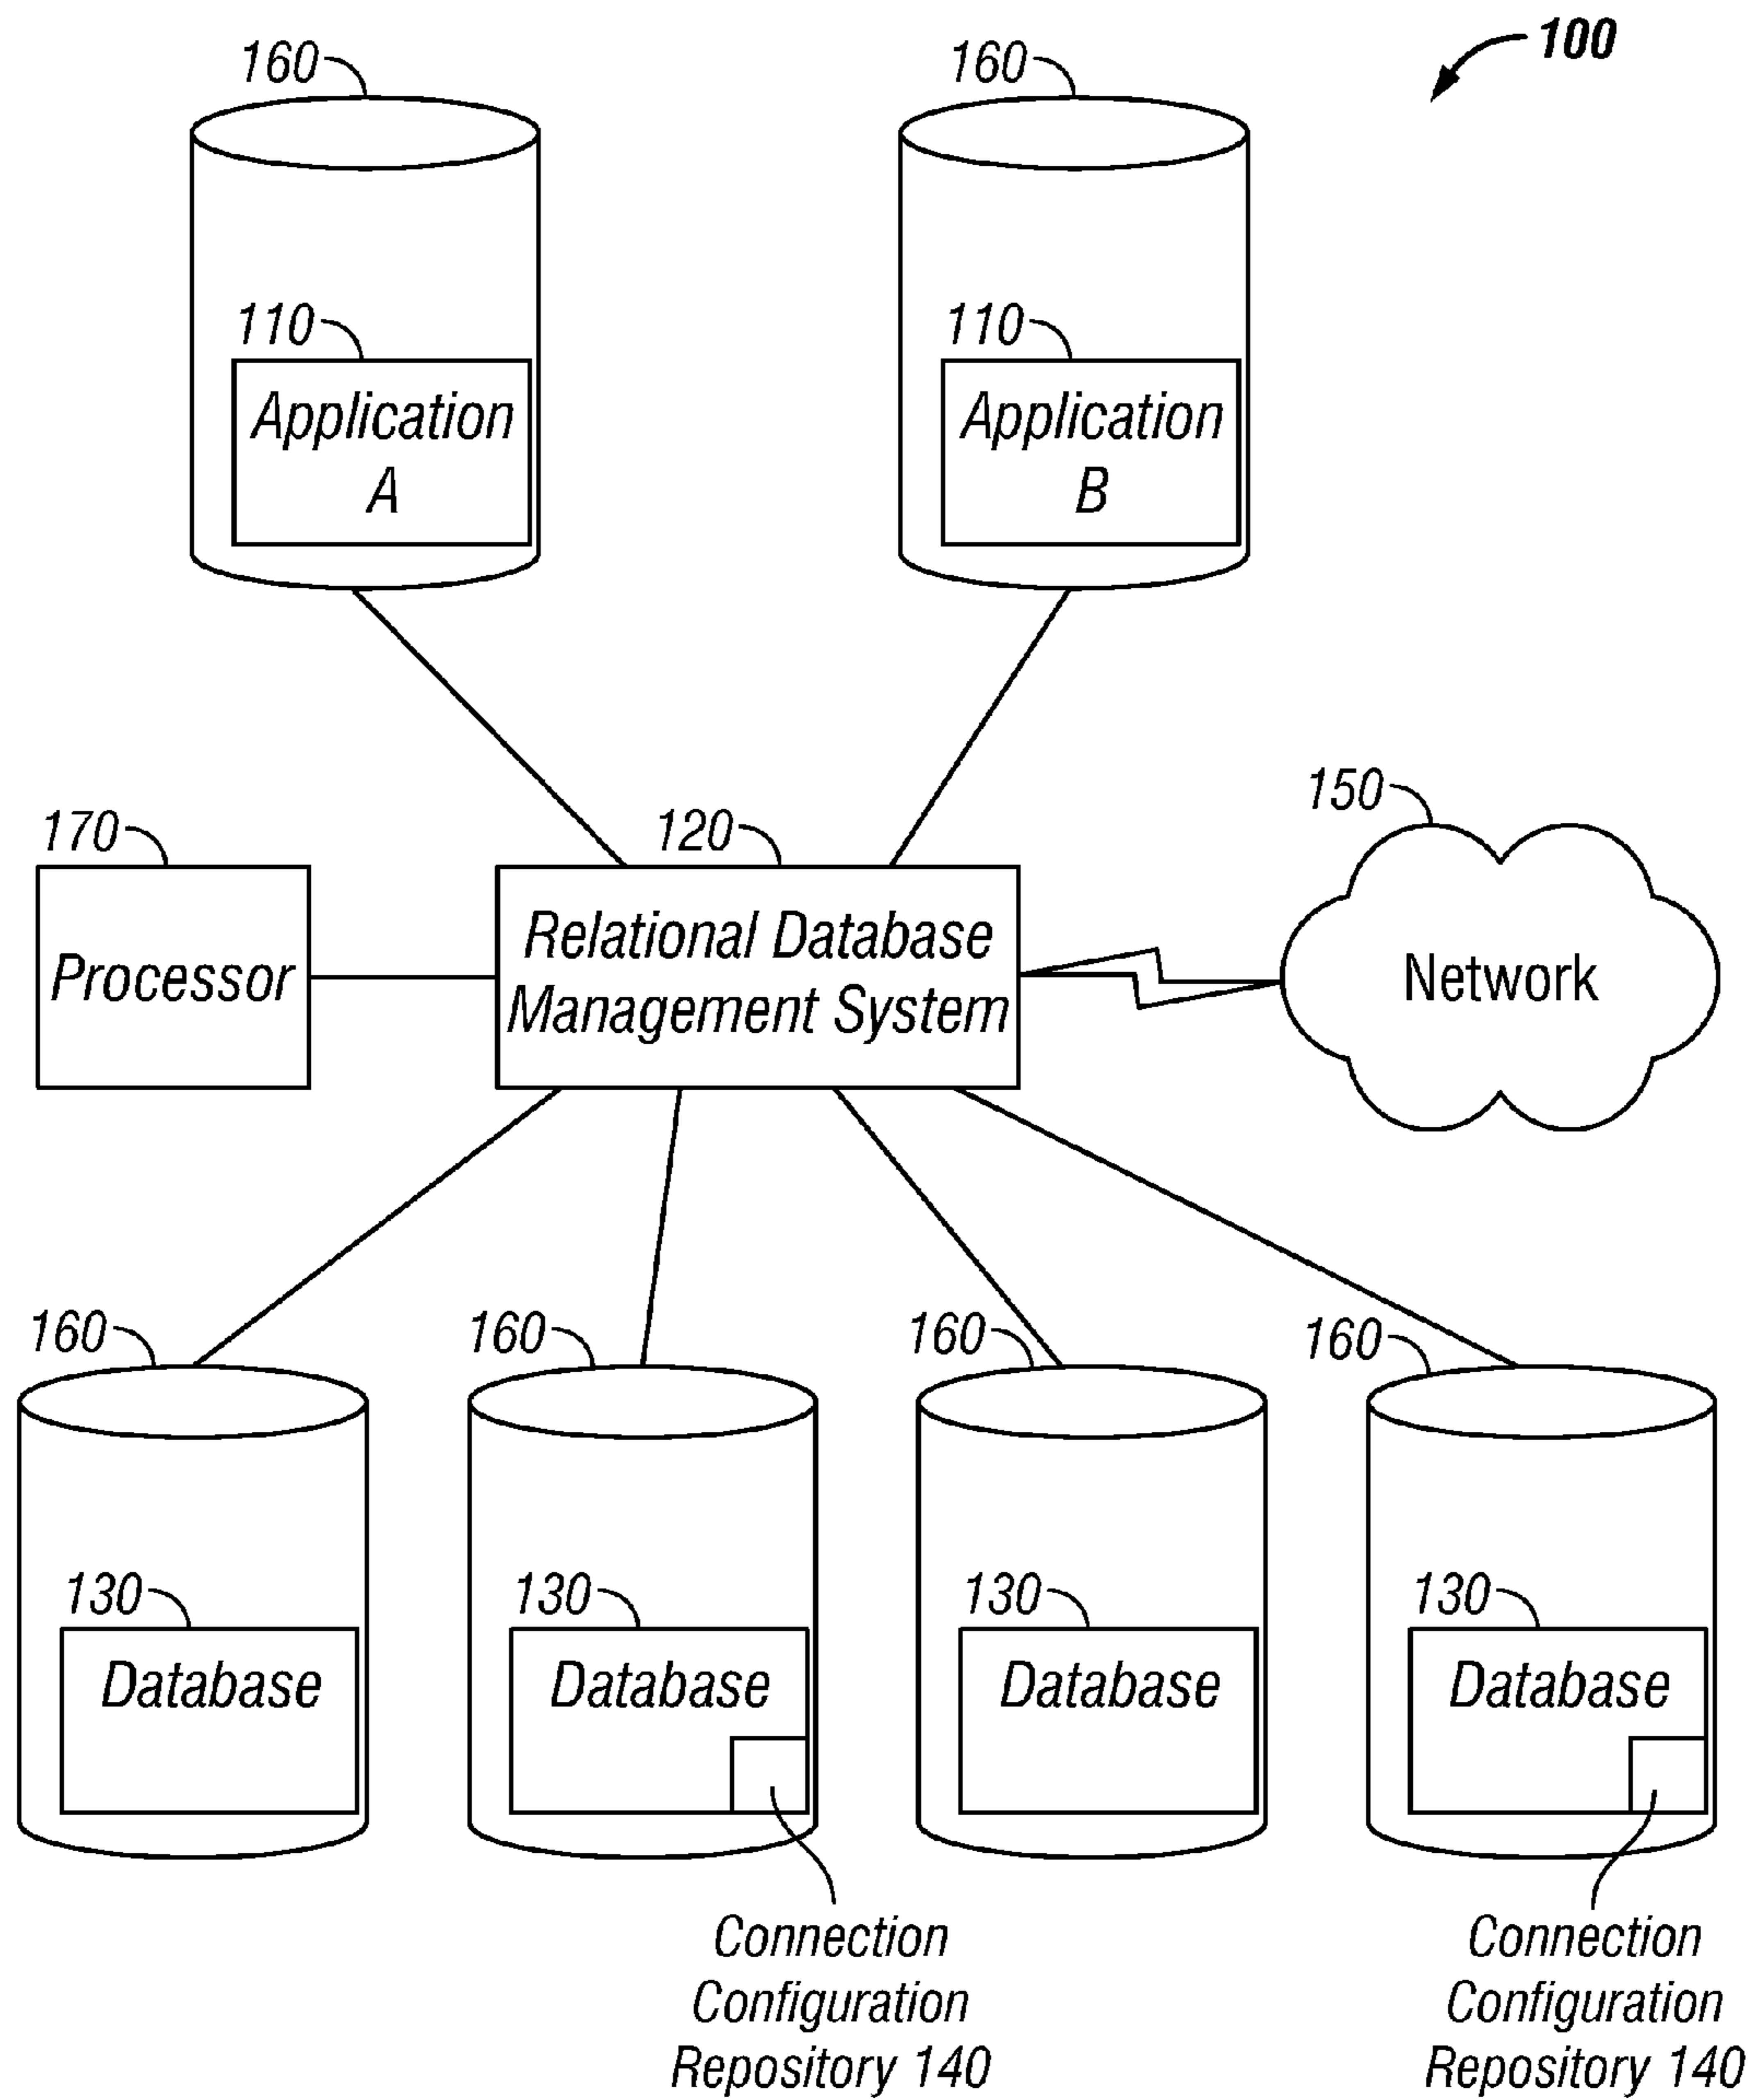 100
160
160
110
110
Application
A
Application
B
150
170
120
Processor
Relational Database
Management System
Network
160
160
160
160
130
130
130
130
Database
Database
Database
Database
Connection
Configuration
Repository 140
Connection
Configuration
Repository 140